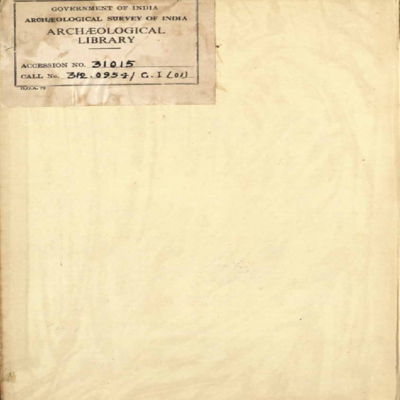 GOVERNMENT OF INDIA
ARCHÆOLOGICAL SURVEY OF INDIA
ARCHÆOLOGICAL
LIBRARY
ACCESSION NO. 31015
CALL No. 312.0954/C.I (01)